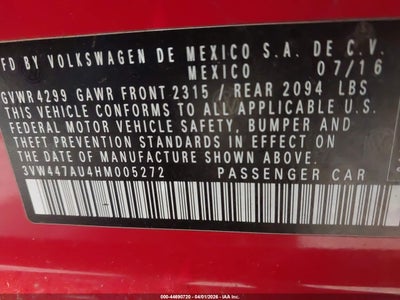 FD BY VOLKSWAGEN DE MEXICO S.A. DE C.V.
MEXICO 07/16
GVWR 4299 GAWR FRONT 2315 / REAR 2094 LBS
THIS VEHICLE CONFORMS TO ALL APPLICABLE U.S.
FEDERAL MOTOR VEHICLE SAFETY, BUMPER AND
THEFT PREVENTION STANDARDS IN EFFECT ON
THE DATE OF MANUFACTURE SHOWN ABOVE
3VW447AU4HM005272 PASSENGER CAR
000-44690720 - 04/01/2026 - IAAI.COM